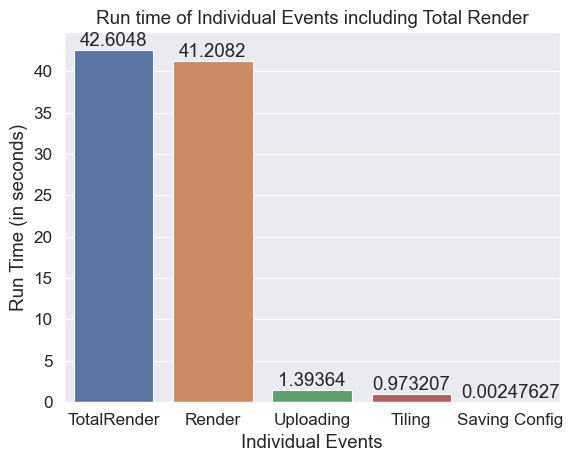 Run time of Individual Events including Total Render
42.6048
41.2082
1.39364
0.973207
0.00247627
40
35
30
25
20
15
10
5
0
Run Time (in seconds)
TotalRender
Render
Uploading
Tiling
Saving Config
Individual Events